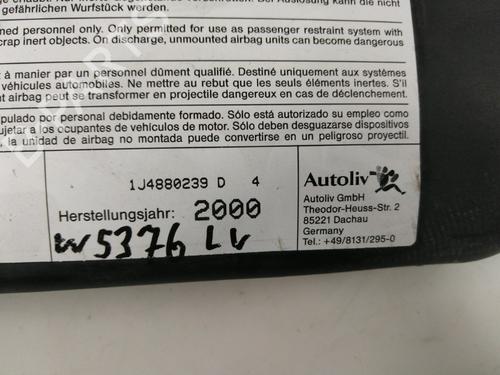 gefährlichen Wurfstück werden.
ned personnel only. Only permitted for use as passenger restraint system with
crap inert objects. On discharge, unmounted airbag units can become dangerous
à manier par un personnel dûment qualifié. Destiné uniquement aux systèmes
véhicules automobiles. Ne mettre au rebut que les seuls éléments inertes. S'il
nt airbag peut se transformer en projectile dangereux en cas de déclenchement.
pulado por personal debidamente formado. Sólo está autorizado su empleo como
ujetar a los ocupantes de vehículos de motor. Sólo deben desguazarse dispositivos
, la unidad de airbag no montada puede convertirse en un peligroso proyectil.
1J4880239 D 4
Herstellungsjahr: 2000
W5376 LV
Autoliv
Autoliv GmbH
Theodor-Heuss-Str. 2
85221 Dachau
Germany
Tel.: +49/8131/295-0